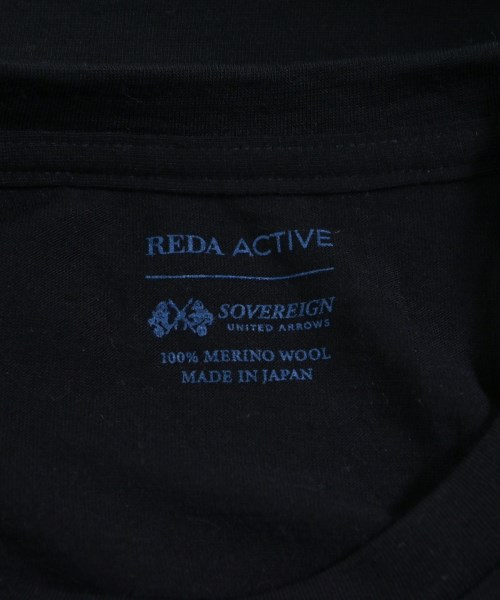 REDA ACTIVE
SOVEREIGN
UNITED ARROWS
100% MERINO WOOL
MADE IN JAPAN